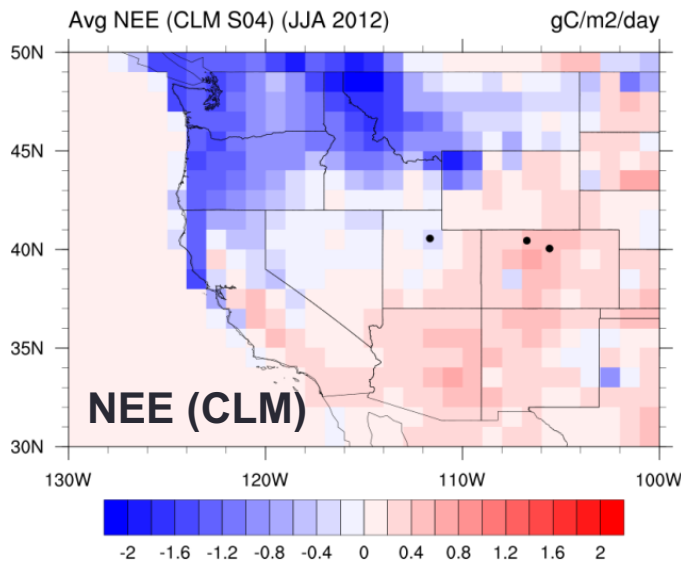 Avg NEE (CLM S04) (JJA 2012) gC/m2/day
50N
45N
40N
35N
30N
NEE (CLM)
130W 120W 110W 100W
-2 -1.6 -1.2 -0.8 -0.4 0 0.4 0.8 1.2 1.6 2